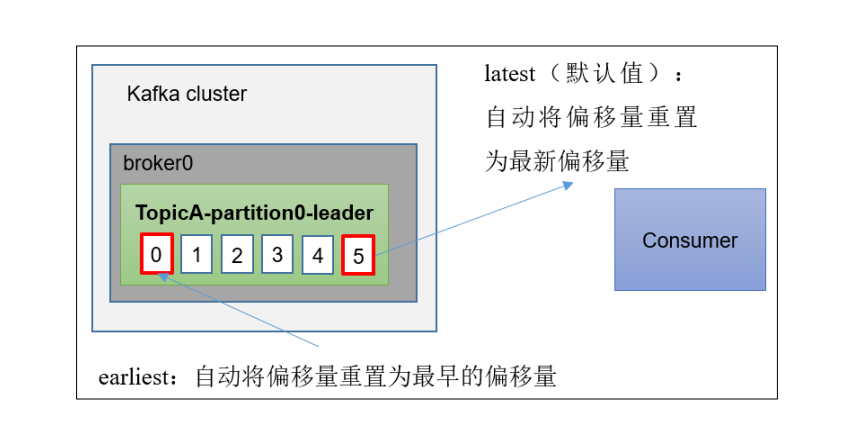 Kafka cluster
broker0
TopicA-partition0-leader
0 1 2 3 4 5
latest（默认值）：
自动将偏移量重置
为最新偏移量
Consumer
earliest：自动将偏移量重置为最早的偏移量